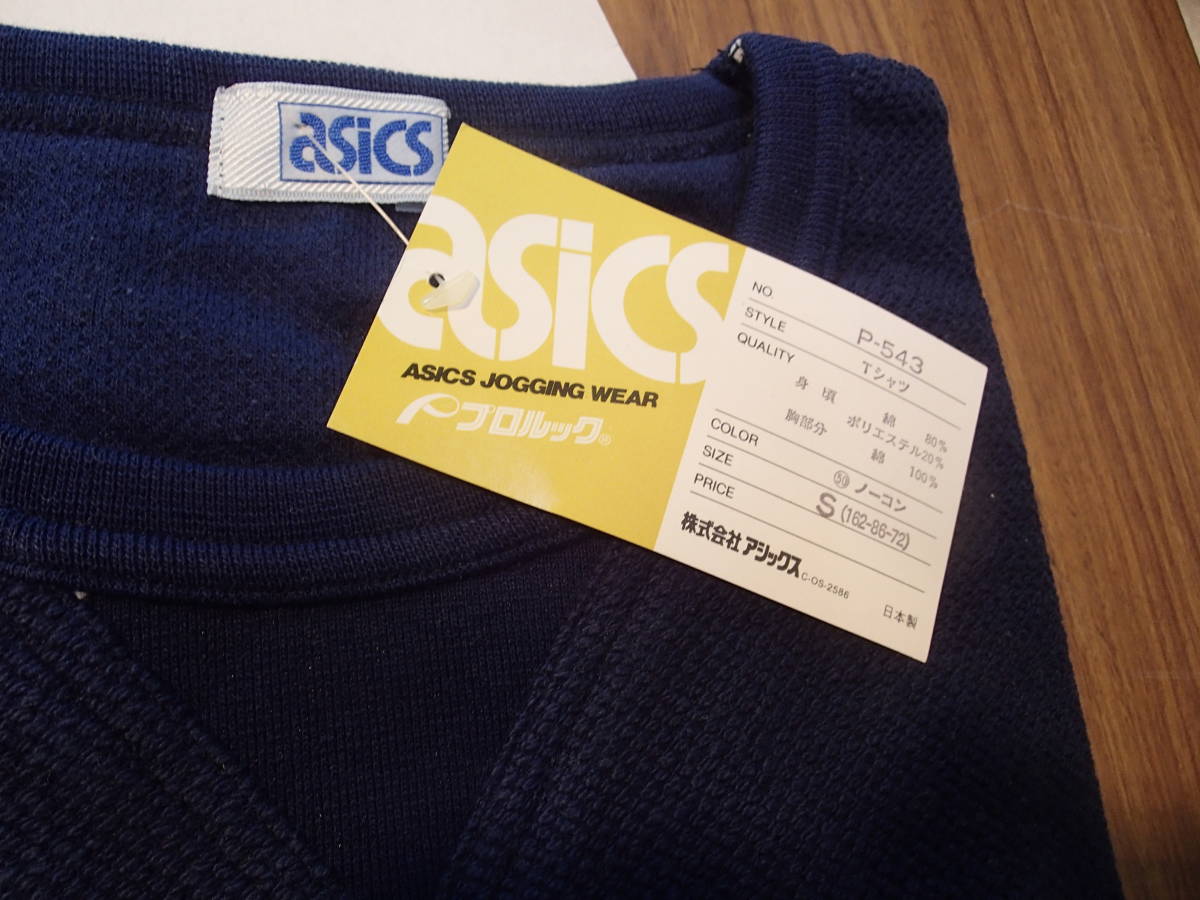 asics
asics
ASICS JOGGING WEAR
プロルック®
NO. P-543
STYLE Tシャツ
QUALITY
身頃 綿 80%
ポリエステル20%
胸部分 綿 100%
COLOR 50 ノーコン
SIZE S (162-86-72)
PRICE
株式会社アシックス C-OS-2586
日本製